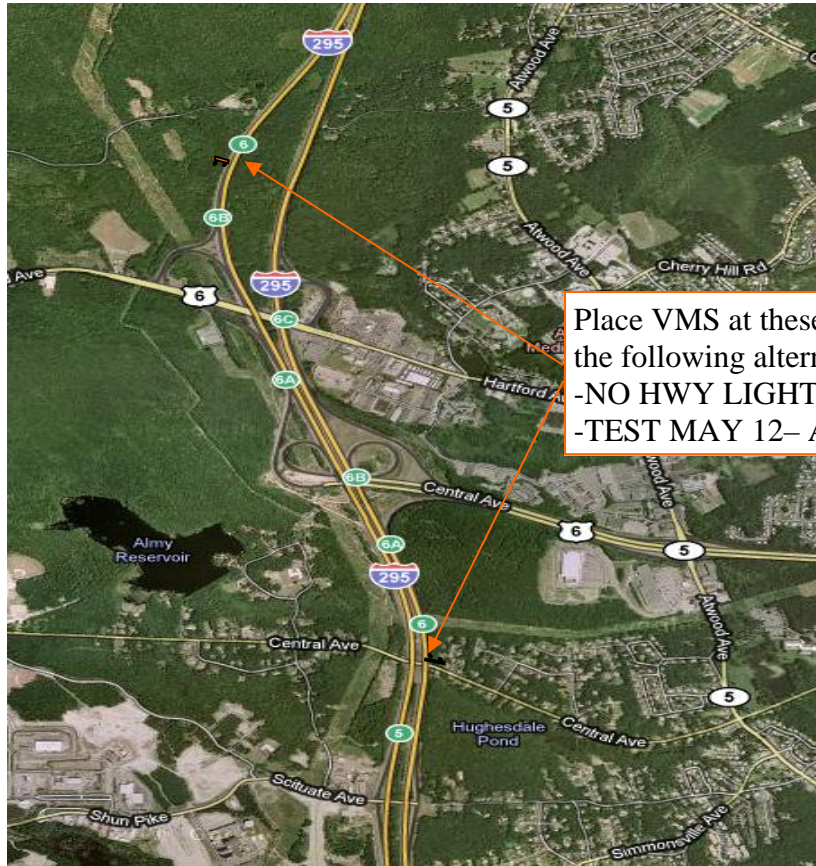 295
Atwood Ave
5
6
5
6B
Atwood Ave
Cherry Hill Rd
295
Ave
6
6C
Place VMS at these
the following altern
-NO HWY LIGHT
-TEST MAY 12– A
6A
Hartford
6B
Central Ave
Atwood Ave
6
5
6A
Almy
Reservoir
295
Atwood Ave
6
Central Ave
5
5
Hughesdale
Pond
Central Ave
Scituate Ave
Shun Pike
Simmonsville Ave